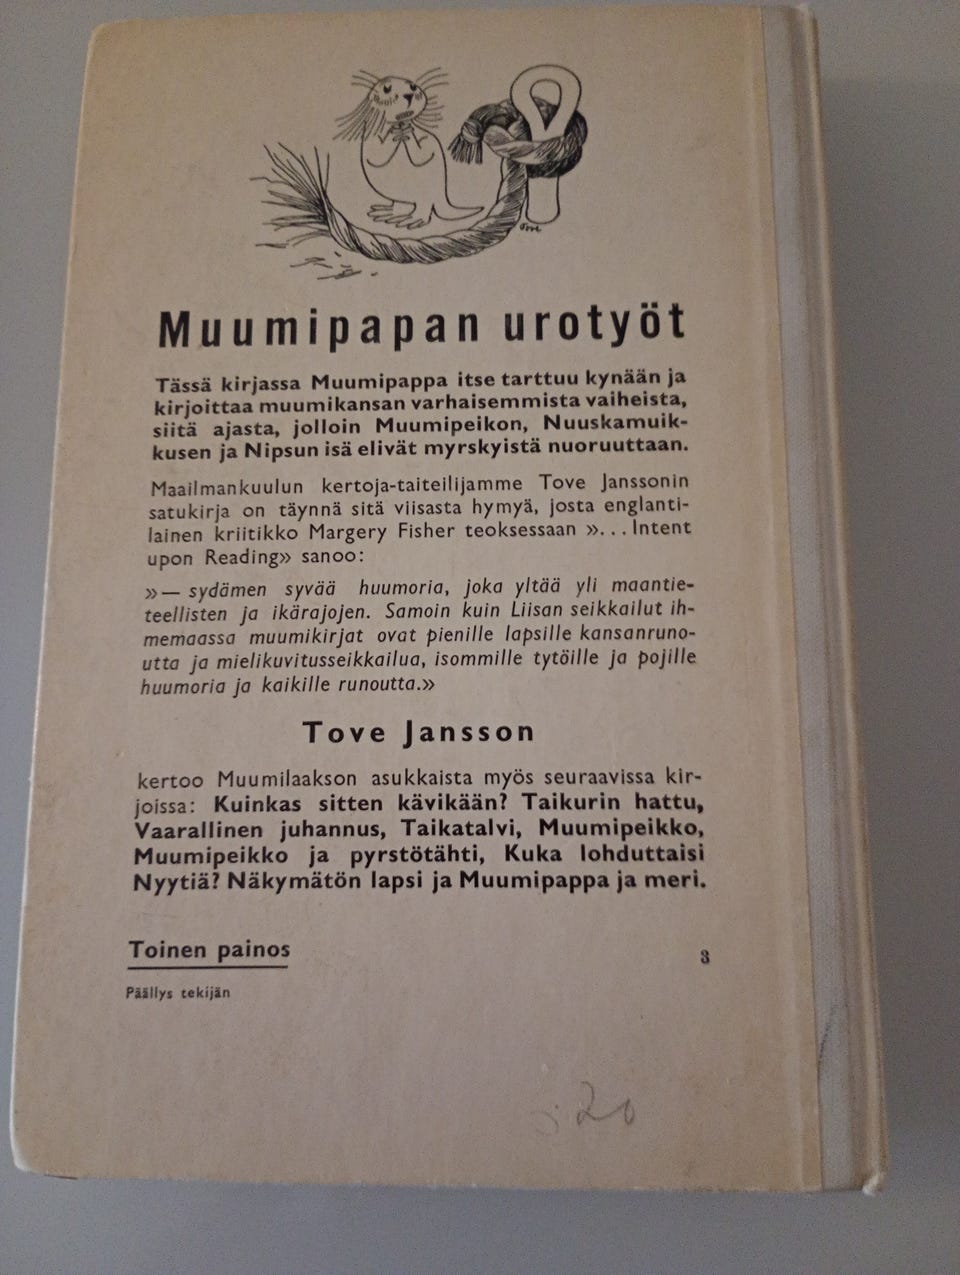 Tove
Muumipapan urotyöt
Tässä kirjassa Muumipappa itse tarttuu kynään ja
kirjoittaa muumikansan varhaisemmista vaiheista,
siitä ajasta, jolloin Muumipeikon, Nuuskamuik-
kusen ja Nipsun isä elivät myrskyistä nuoruuttaan.
Maailmankuulun kertoja-taiteilijamme Tove Janssonin
satukirja on täynnä sitä viisasta hymyä, josta englanti-
lainen kriitikko Margery Fisher teoksessaan »...Intent
upon Reading» sanoo:
»— sydämen syvää huumoria, joka yltää yli maantie-
teellisten ja ikärajojen. Samoin kuin Liisan seikkailut ih-
memaassa muumikirjat ovat pienille lapsille kansanruno-
utta ja mielikuvitusseikkailua, isommille tytöille ja pojille
huumoria ja kaikille runoutta.»
Tove Jansson
kertoo Muumilaakson asukkaista myös seuraavissa kir-
joissa: Kuinkas sitten kävikään? Taikurin hattu,
Vaarallinen juhannus, Taikatalvi, Muumipeikko,
Muumipeikko ja pyrstötähti, Kuka lohduttaisi
Nyytiä? Näkymätön lapsi ja Muumipappa ja meri.
Toinen painos
3
Päällys tekijän
20